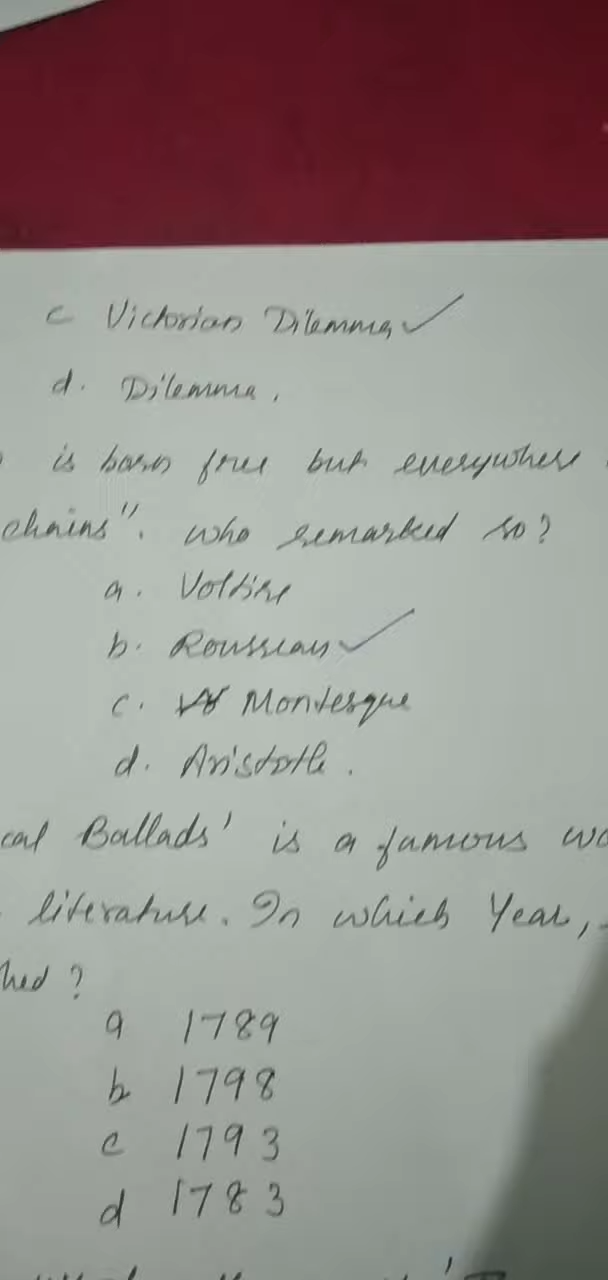 c Victorian Dilemma ✓
d. Dilemma.
is born free but everywhere
chains". who remarked so?
a. Voltire
b. Rousseau ✓
c. Montesque
d. Aristotle.
cal Ballads' is a famous wo
literature. In which Year,
hed?
a 1789
b 1798
c 1793
d 1783